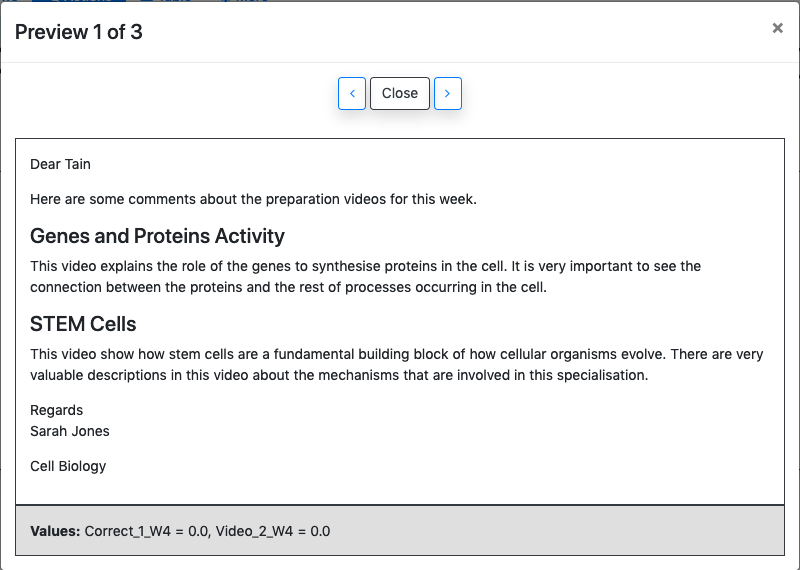 Preview 1 of 3
×
‹
Close
›
Dear Tain
Here are some comments about the preparation videos for this week.
Genes and Proteins Activity
This video explains the role of the genes to synthesise proteins in the cell. It is very important to see the
connection between the proteins and the rest of processes occurring in the cell.
STEM Cells
This video show how stem cells are a fundamental building block of how cellular organisms evolve. There are very
valuable descriptions in this video about the mechanisms that are involved in this specialisation.
Regards
Sarah Jones
Cell Biology
Values: Correct_1_W4 = 0.0, Video_2_W4 = 0.0